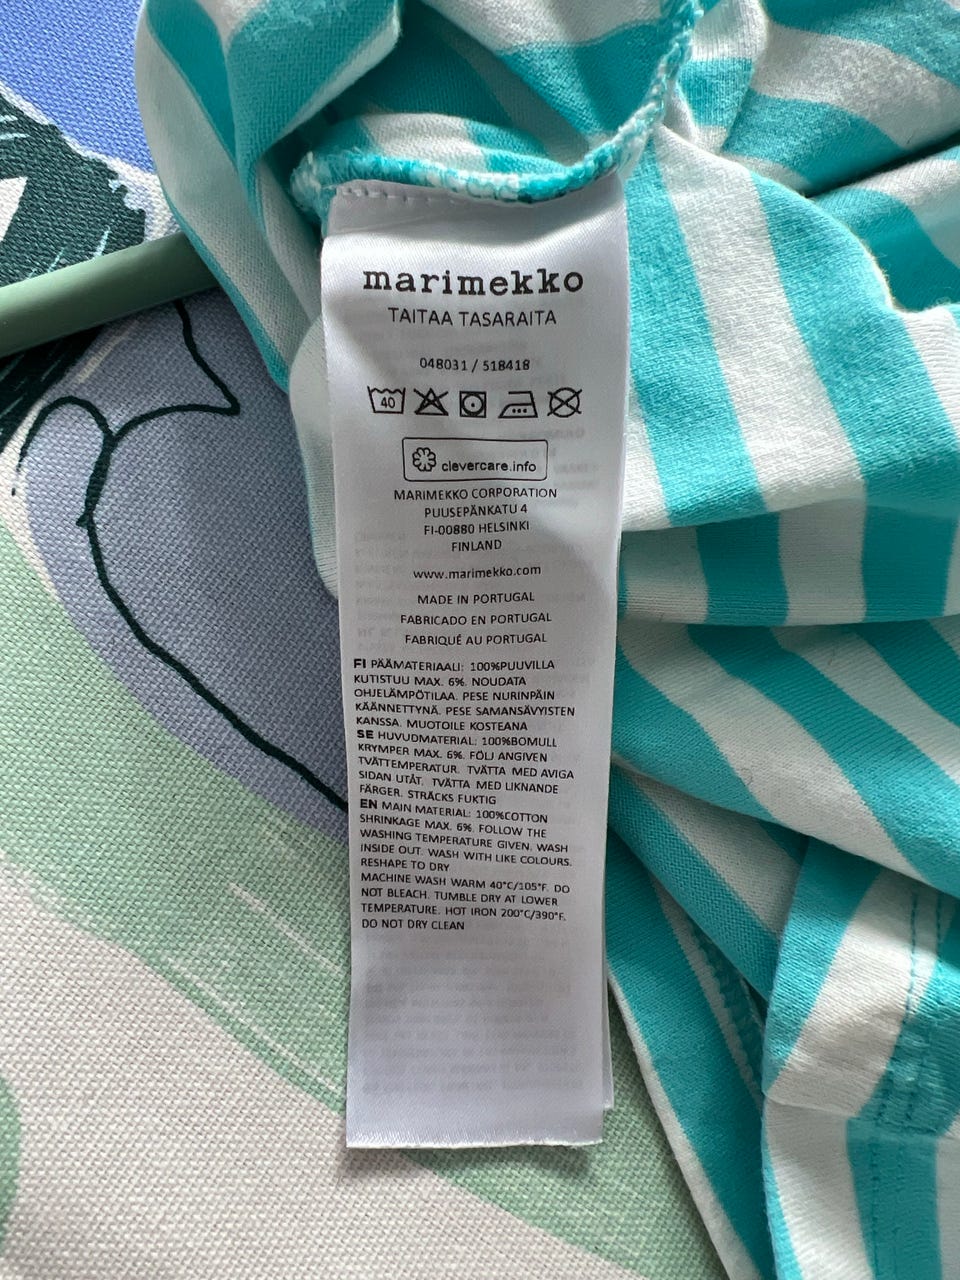 marimekko
TAITAA TASARAITA
048031 / 518418
40
clevercare.info
MARIMEKKO CORPORATION
PUUSEPÄNKATU 4
FI-00880 HELSINKI
FINLAND
www.marimekko.com
MADE IN PORTUGAL
FABRICADO EN PORTUGAL
FABRIQUÉ AU PORTUGAL
FI PÄÄMATERIAALI: 100%PUUVILLA
KUTISTUU MAX. 6%. NOUDATA
OHJELÄMPÖTILAA. PESE NURINPÄIN
KÄÄNNETTYNÄ. PESE SAMANSÄVYISTEN
KANSSA. MUOTOILE KOSTEANA
SE HUVUDMATERIAL: 100%BOMULL
KRYMPER MAX. 6%. FÖLJ ANGIVEN
TVÄTTEMPERATUR. TVÄTTA MED AVIGA
SIDAN UTÅT. TVÄTTA MED LIKNANDE
FÄRGER. STRÄCKS FUKTIG
EN MAIN MATERIAL: 100%COTTON
SHRINKAGE MAX. 6%. FOLLOW THE
WASHING TEMPERATURE GIVEN. WASH
INSIDE OUT. WASH WITH LIKE COLOURS.
RESHAPE TO DRY
MACHINE WASH WARM 40°C/105°F. DO
NOT BLEACH. TUMBLE DRY AT LOWER
TEMPERATURE. HOT IRON 200°C/390°F.
DO NOT DRY CLEAN